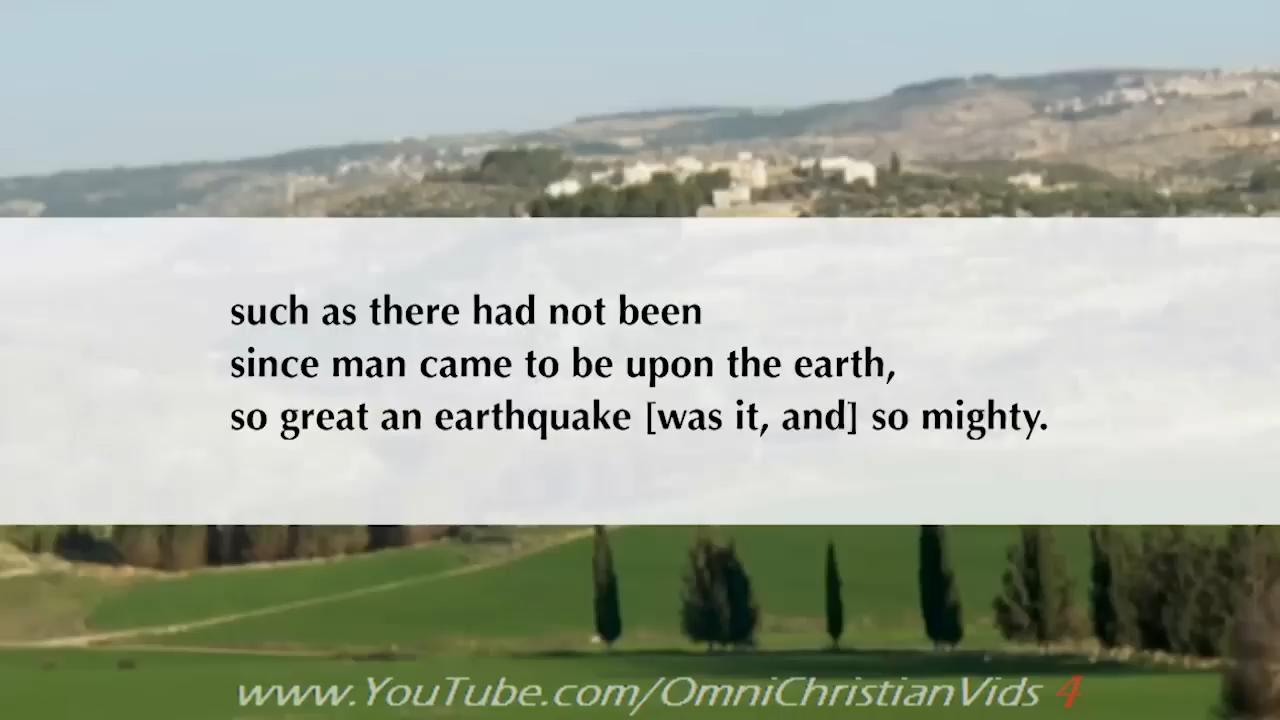 such as there had not been
since man came to be upon the earth,
so great an earthquake [was it, and] so mighty.
www.YouTube.com/OmniChristianVids 4